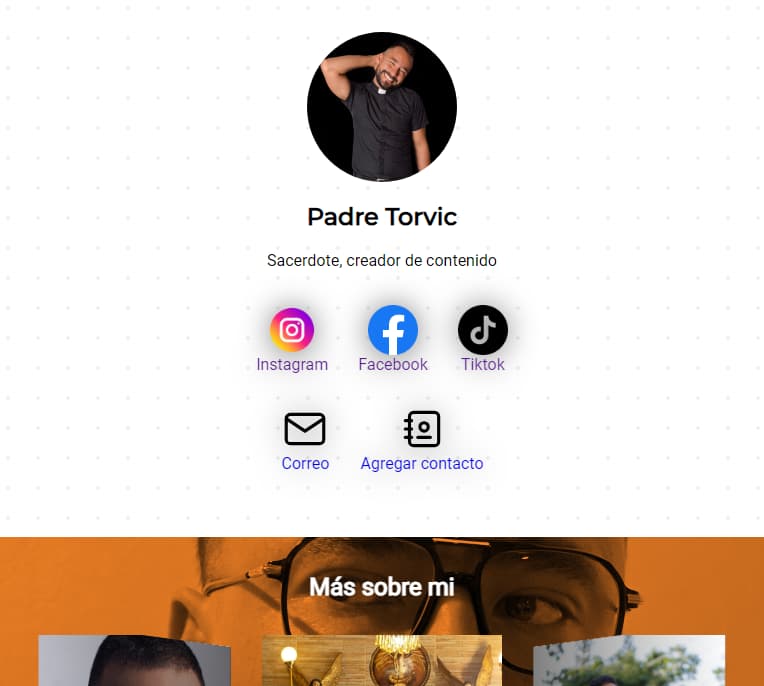 Padre Torvic
Sacerdote, creador de contenido
Instagram Facebook Tiktok
Correo Agregar contacto
Más sobre mi